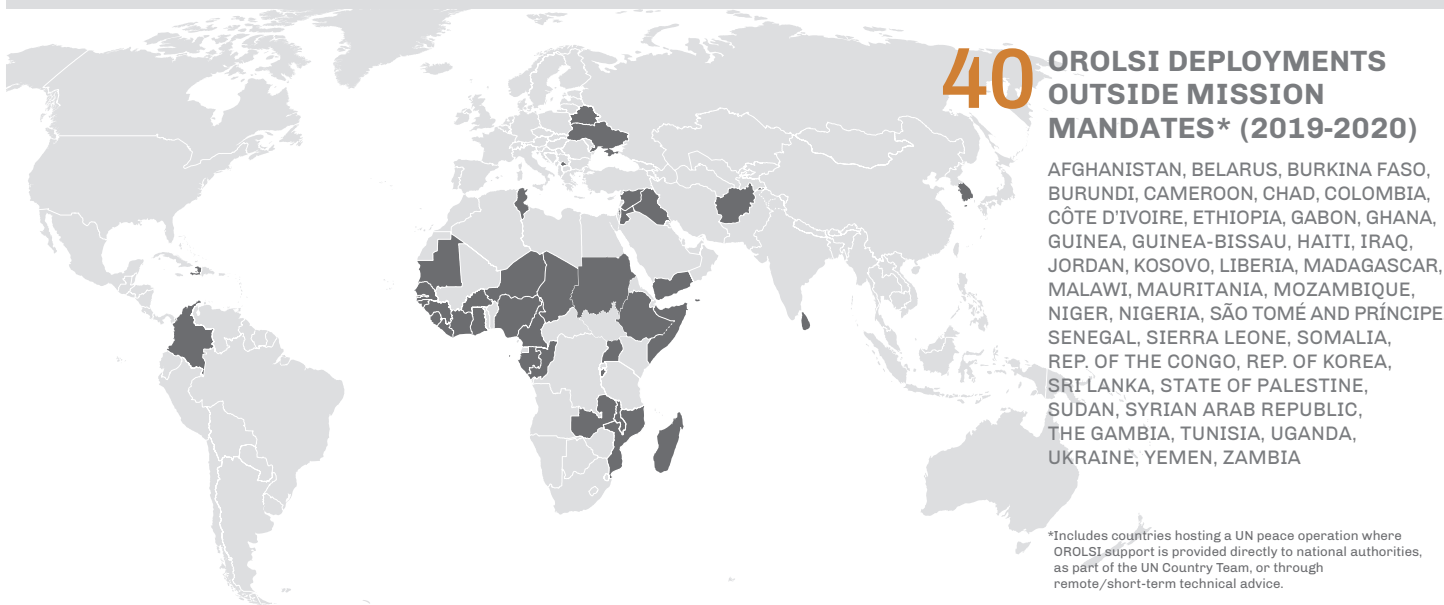 40 OROLSI DEPLOYMENTS
OUTSIDE MISSION
MANDATES* (2019-2020)
AFGHANISTAN, BELARUS, BURKINA FASO,
BURUNDI, CAMEROON, CHAD, COLOMBIA,
CÔTE D'IVOIRE, ETHIOPIA, GABON, GHANA,
GUINEA, GUINEA-BISSAU, HAITI, IRAQ,
JORDAN, KOSOVO, LIBERIA, MADAGASCAR,
MALAWI, MAURITANIA, MOZAMBIQUE,
NIGER, NIGERIA, SÃO TOMÉ AND PRÍNCIPE
SENEGAL, SIERRA LEONE, SOMALIA,
REP. OF THE CONGO, REP. OF KOREA,
SRI LANKA, STATE OF PALESTINE,
SUDAN, SYRIAN ARAB REPUBLIC,
THE GAMBIA, TUNISIA, UGANDA,
UKRAINE, YEMEN, ZAMBIA
*Includes countries hosting a UN peace operation where
OROLSI support is provided directly to national authorities,
as part of the UN Country Team, or through
remote/short-term technical advice.